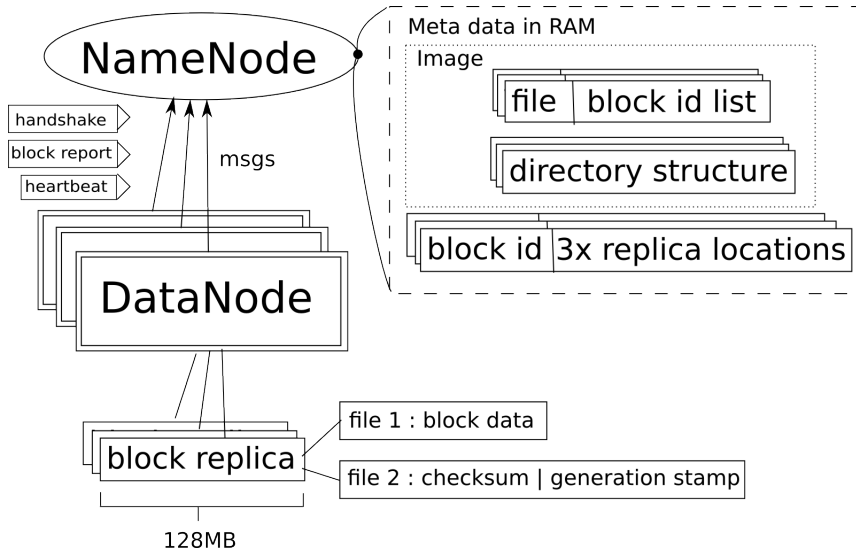 NameNode
Meta data in RAM
Image
file | block id list
directory structure
block id | 3x replica locations
handshake
block report
heartbeat
msgs
DataNode
block replica
file 1 : block data
file 2 : checksum | generation stamp
128MB